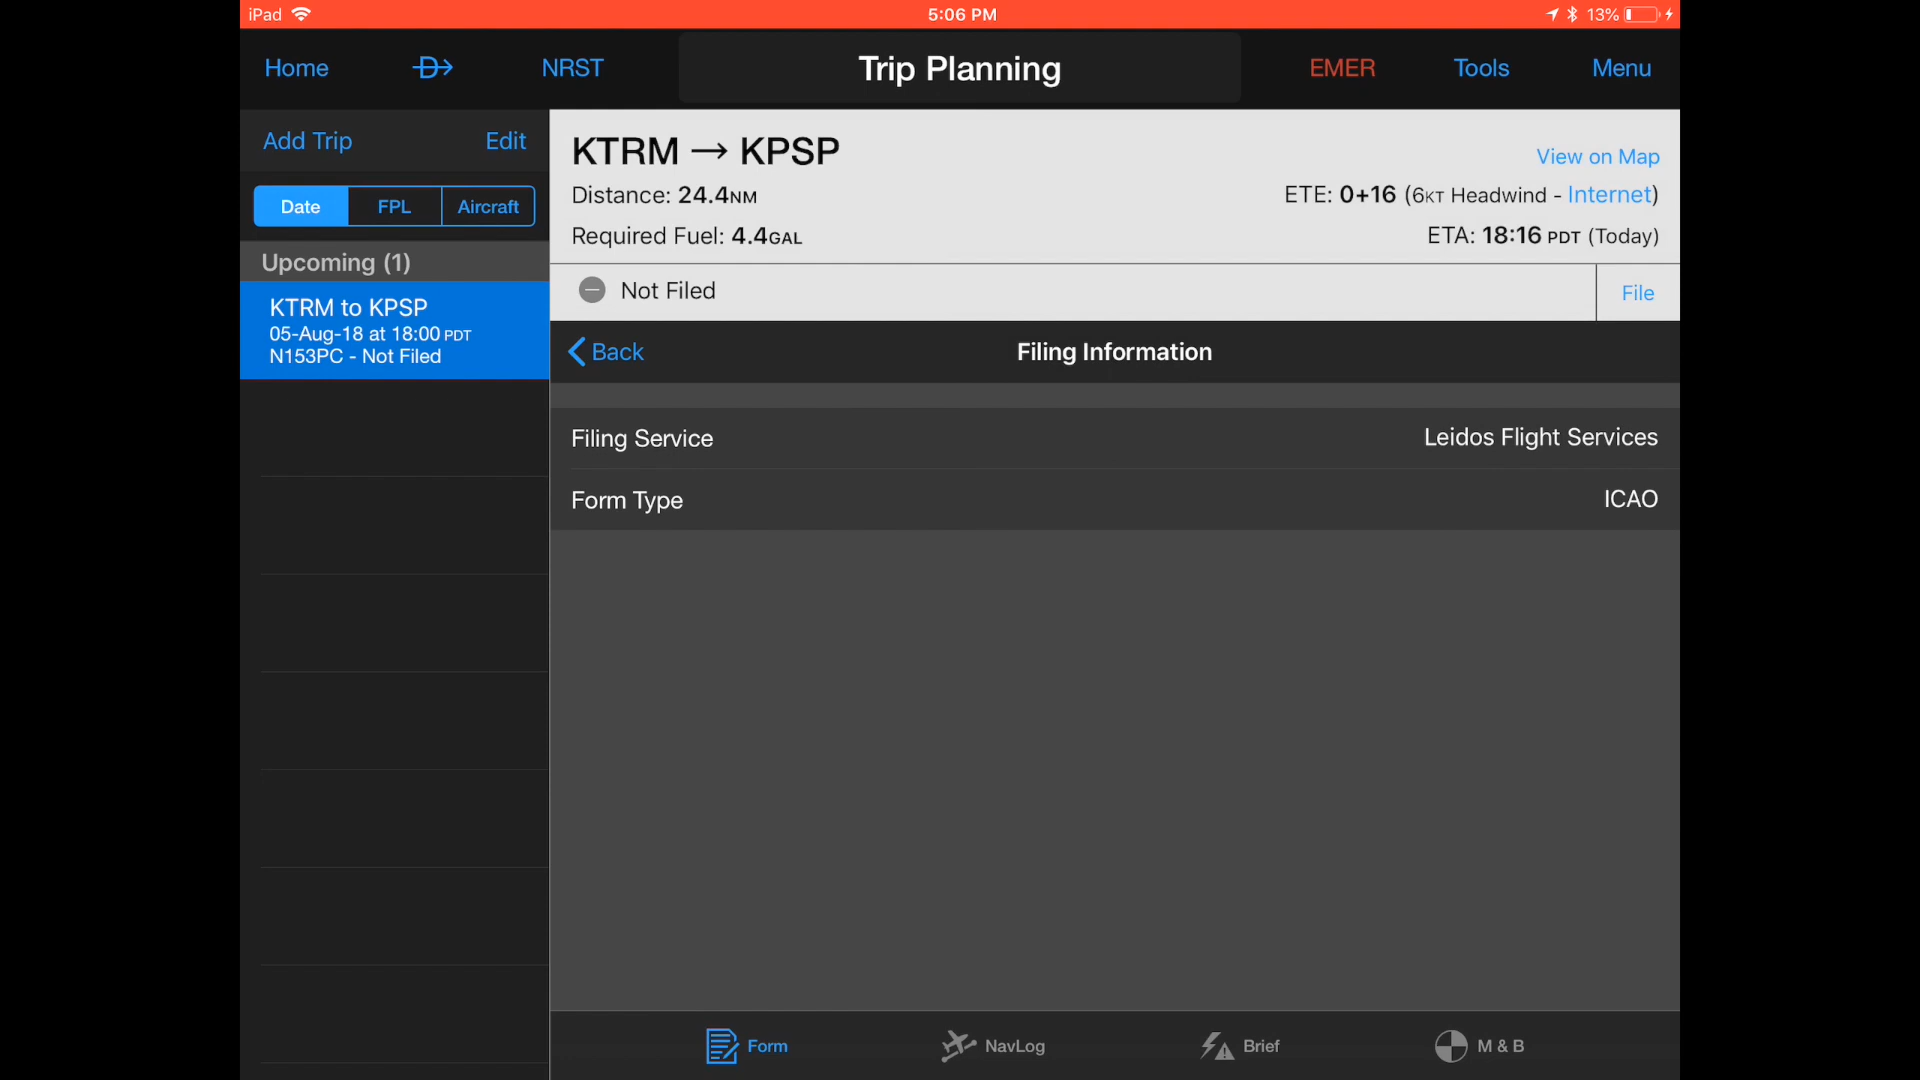 iPad
5:06 PM
13%
Home
D
NRST
Trip Planning
EMER
Tools
Menu
Add Trip
Edit
Date
FPL
Aircraft
Upcoming (1)
KTRM to KPSP
05-Aug-18 at 18:00 PDT
N153PC - Not Filed
KTRM → KPSP
View on Map
Distance: 24.4NM
ETE: 0+16 (6KT Headwind - Internet)
Required Fuel: 4.4GAL
ETA: 18:16 PDT (Today)
Not Filed
File
Back
Filing Information
Filing Service
Leidos Flight Services
Form Type
ICAO
Form
NavLog
Brief
M & B